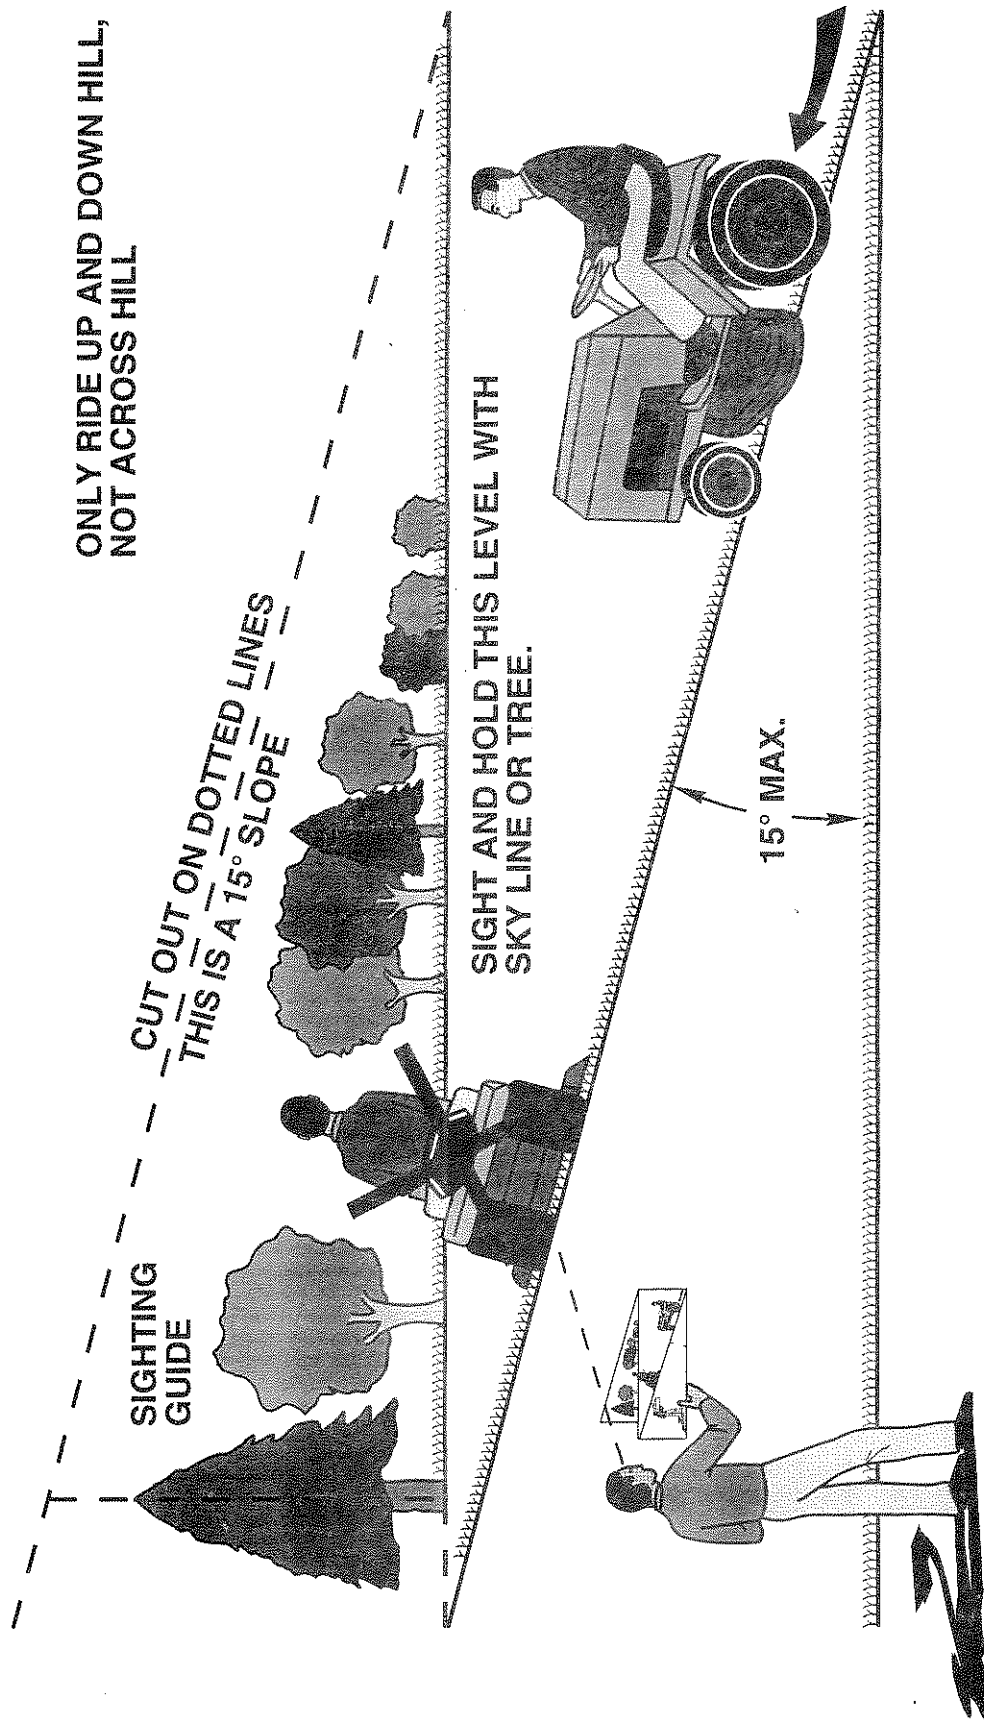 ONLY RIDE UP AND DOWN HILL,
NOT ACROSS HILL
CUT OUT ON DOTTED LINES
THIS IS A 15° SLOPE
SIGHTING
GUIDE
SIGHT AND HOLD THIS LEVEL WITH
SKY LINE OR TREE.
15° MAX.